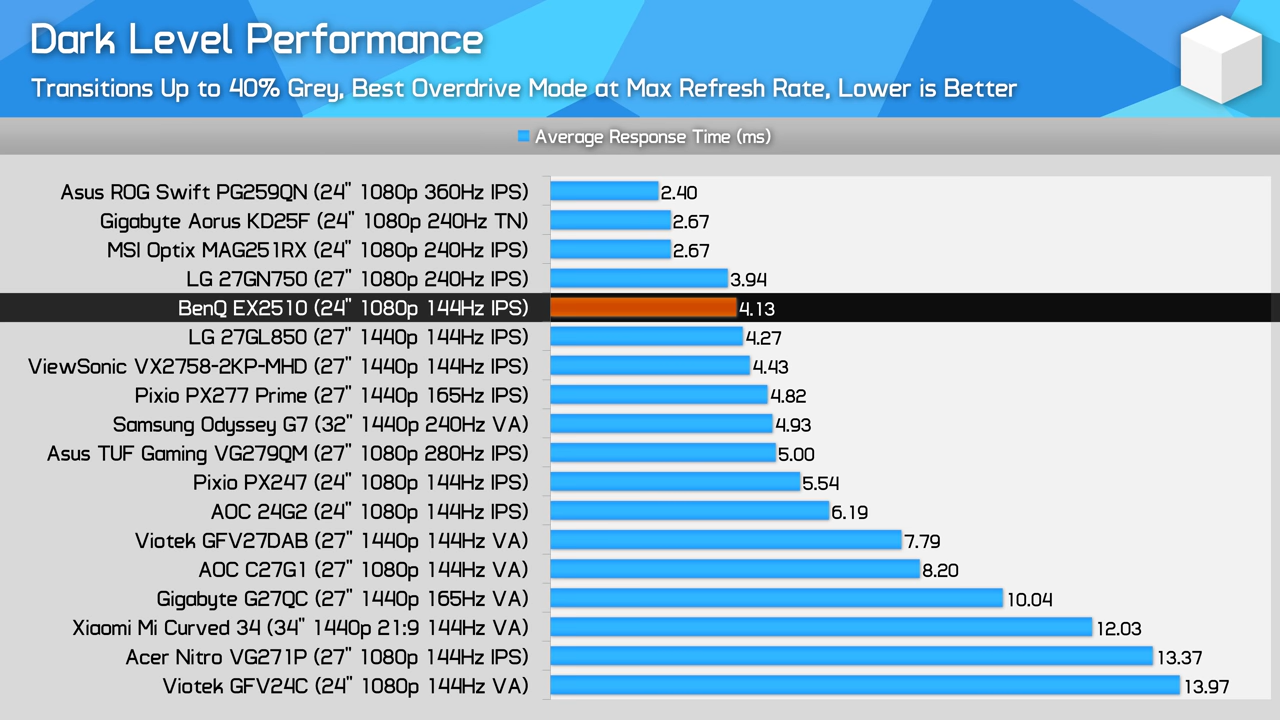 Dark Level Performance
Transitions Up to 40% Grey, Best Overdrive Mode at Max Refresh Rate, Lower is Better
Average Response Time (ms)
Asus ROG Swift PG259QN (24" 1080p 360Hz IPS) 2.40
Gigabyte Aorus KD25F (24" 1080p 240Hz TN) 2.67
MSI Optix MAG251RX (24" 1080p 240Hz IPS) 2.67
LG 27GN750 (27" 1080p 240Hz IPS) 3.94
BenQ EX2510 (24" 1080p 144Hz IPS) 4.13
LG 27GL850 (27" 1440p 144Hz IPS) 4.27
ViewSonic VX2758-2KP-MHD (27" 1440p 144Hz IPS) 4.43
Pixio PX277 Prime (27" 1440p 165Hz IPS) 4.82
Samsung Odyssey G7 (32" 1440p 240Hz VA) 4.93
Asus TUF Gaming VG279QM (27" 1080p 280Hz IPS) 5.00
Pixio PX247 (24" 1080p 144Hz IPS) 5.54
AOC 24G2 (24" 1080p 144Hz IPS) 6.19
Viotek GFV27DAB (27" 1440p 144Hz VA) 7.79
AOC C27G1 (27" 1080p 144Hz VA) 8.20
Gigabyte G27QC (27" 1440p 165Hz VA) 10.04
Xiaomi Mi Curved 34 (34" 1440p 21:9 144Hz VA) 12.03
Acer Nitro VG271P (27" 1080p 144Hz IPS) 13.37
Viotek GFV24C (24" 1080p 144Hz VA) 13.97